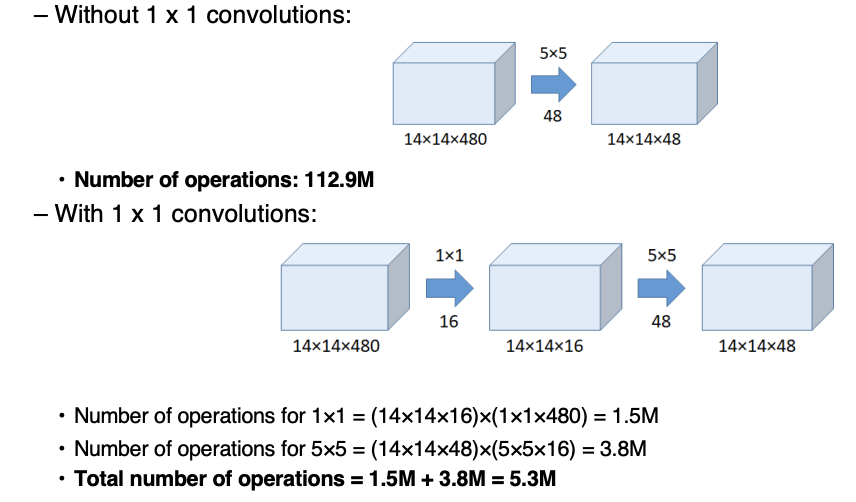 – Without 1 x 1 convolutions:
5×5
48
14×14×480
14×14×48
• Number of operations: 112.9M
– With 1 x 1 convolutions:
1×1
5×5
16
48
14×14×480
14×14×16
14×14×48
• Number of operations for 1×1 = (14×14×16)×(1×1×480) = 1.5M
• Number of operations for 5×5 = (14×14×48)×(5×5×16) = 3.8M
• Total number of operations = 1.5M + 3.8M = 5.3M